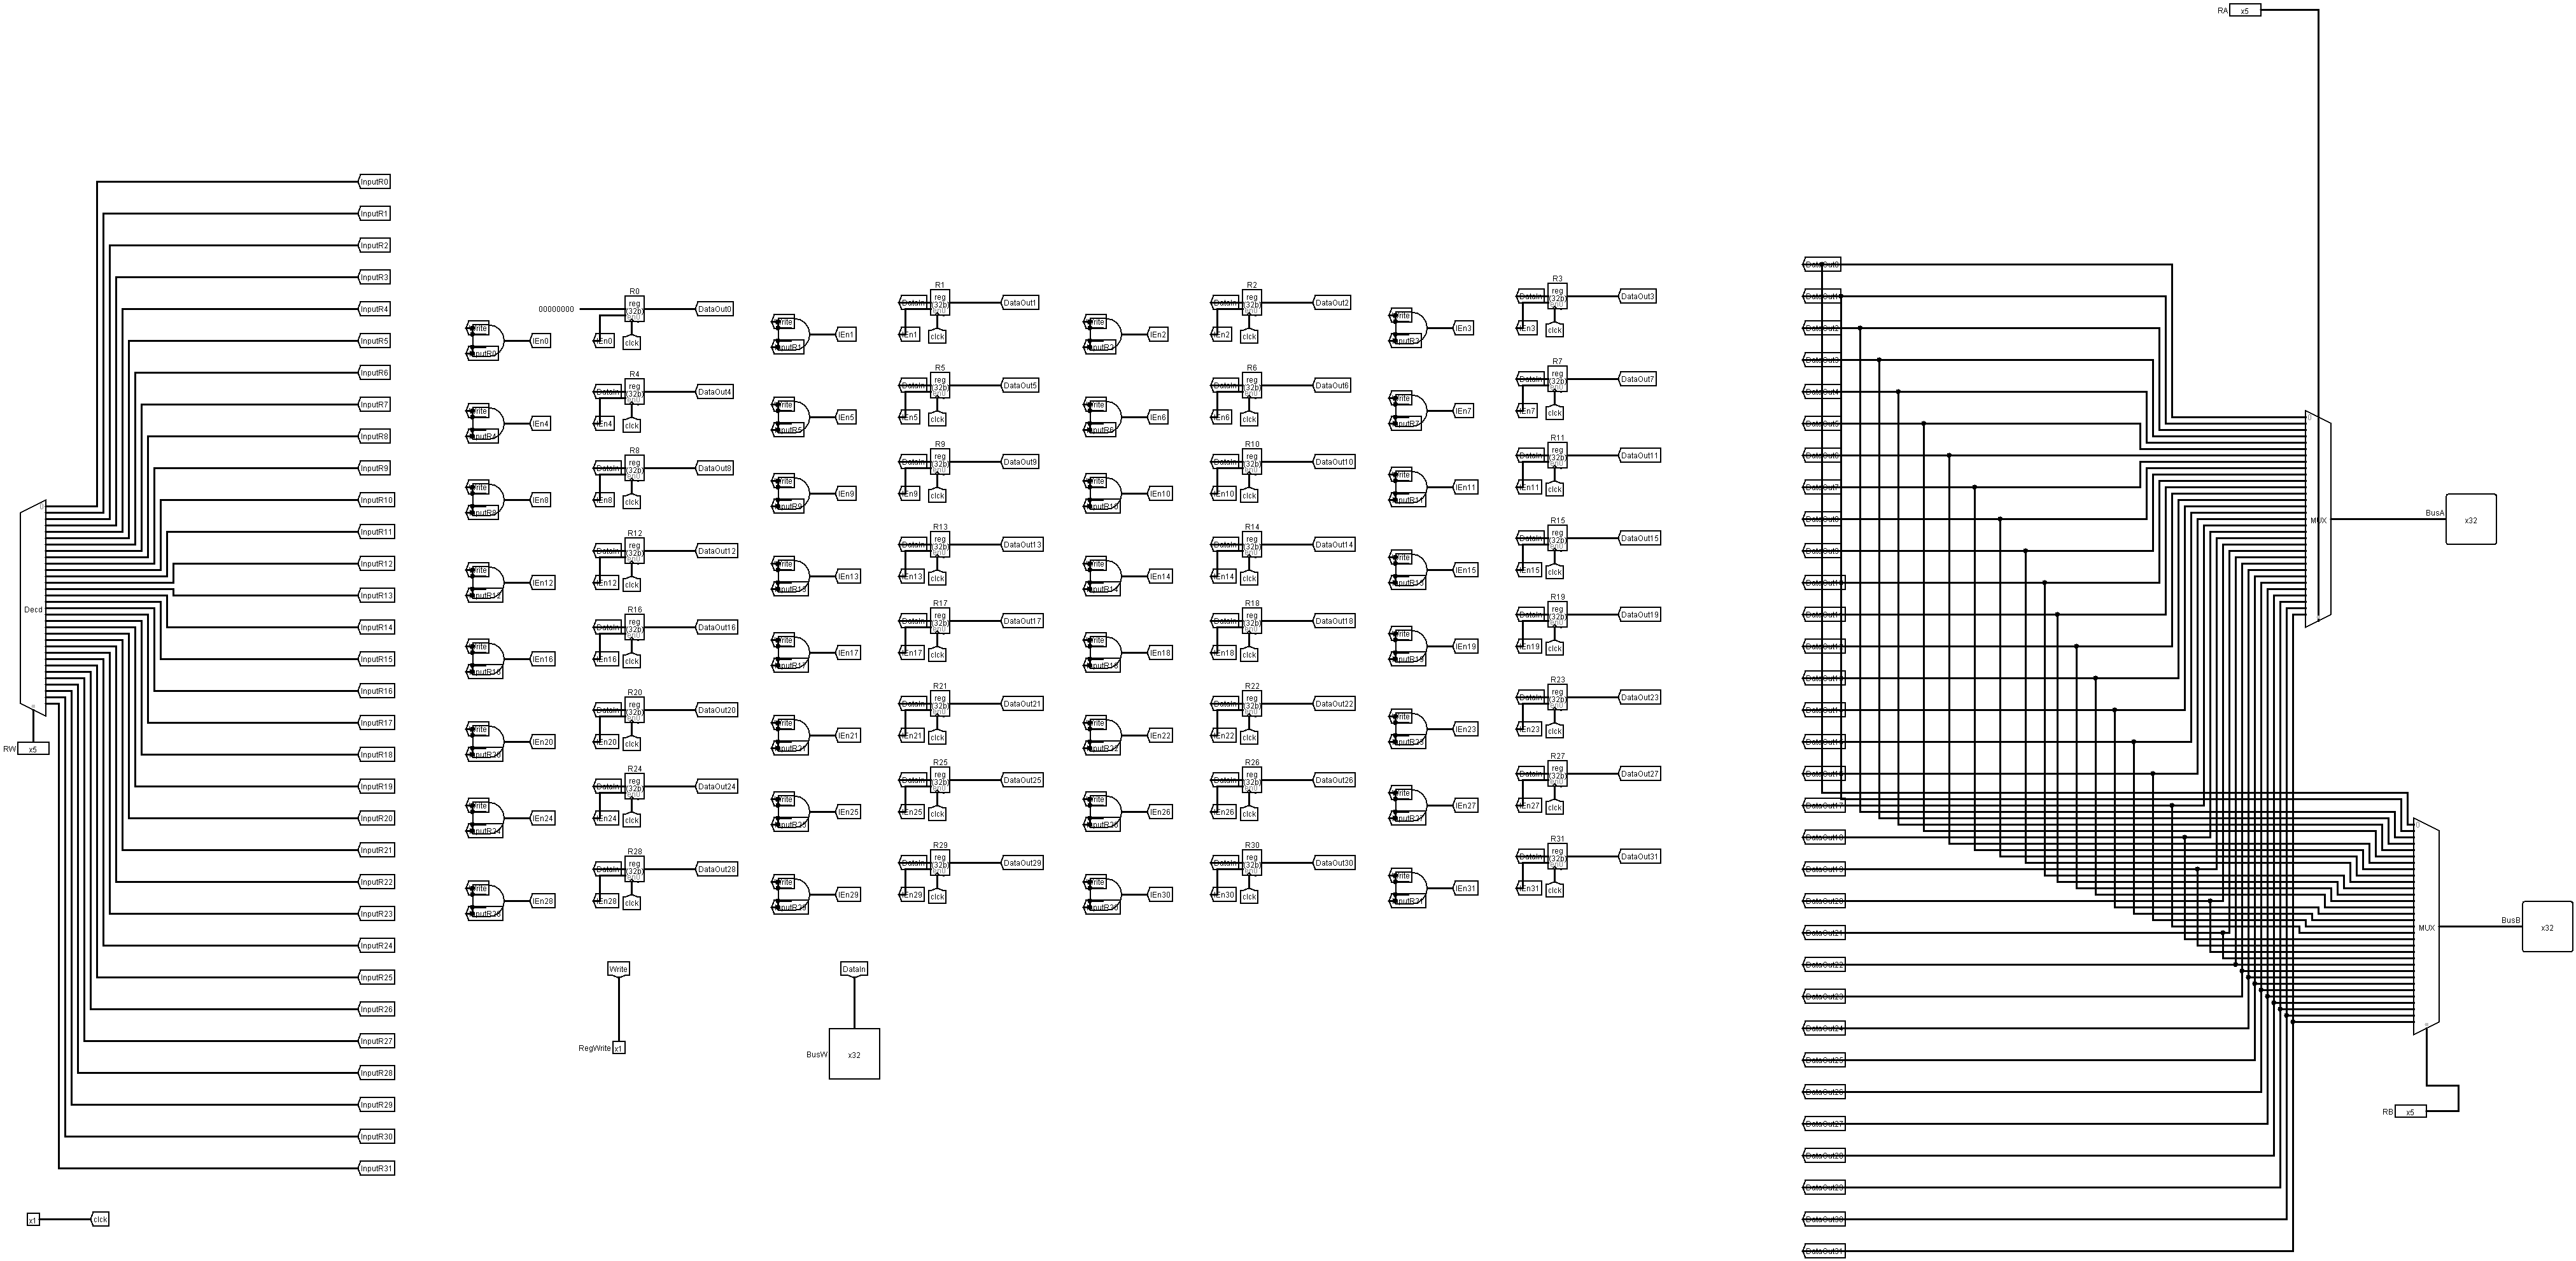 RA x5
InputR0
InputR1
InputR2
InputR3
InputR4
InputR5
InputR6
InputR7
InputR8
InputR9
InputR10
InputR11
InputR12
InputR13
InputR14
InputR15
InputR16
InputR17
InputR18
InputR19
InputR20
InputR21
InputR22
InputR23
InputR24
InputR25
InputR26
InputR27
InputR28
InputR29
InputR30
InputR31
Decd
RW x5
x1 clck
R0 R1 R2 R3
00000000 reg (32b) DataOut0 DataIn reg (32b) DataOut1 DataIn reg (32b) DataOut2 DataIn reg (32b) DataOut3
Write InputR0 IEn0 IEn0 clck Write InputR1 IEn1 IEn1 clck Write InputR2 IEn2 IEn2 clck Write InputR3 IEn3 IEn3 clck
R4 R5 R6 R7
DataIn reg (32b) DataOut4 DataIn reg (32b) DataOut5 DataIn reg (32b) DataOut6 DataIn reg (32b) DataOut7
Write InputR4 IEn4 IEn4 clck Write InputR5 IEn5 IEn5 clck Write InputR6 IEn6 IEn6 clck Write InputR7 IEn7 IEn7 clck
R8 R9 R10 R11
DataIn reg (32b) DataOut8 DataIn reg (32b) DataOut9 DataIn reg (32b) DataOut10 DataIn reg (32b) DataOut11
Write InputR8 IEn8 IEn8 clck Write InputR9 IEn9 IEn9 clck Write InputR10 IEn10 IEn10 clck Write InputR11 IEn11 IEn11 clck
R12 R13 R14 R15
DataIn reg (32b) DataOut12 DataIn reg (32b) DataOut13 DataIn reg (32b) DataOut14 DataIn reg (32b) DataOut15
Write InputR12 IEn12 IEn12 clck Write InputR13 IEn13 IEn13 clck Write InputR14 IEn14 IEn14 clck Write InputR15 IEn15 IEn15 clck
R16 R17 R18 R19
DataIn reg (32b) DataOut16 DataIn reg (32b) DataOut17 DataIn reg (32b) DataOut18 DataIn reg (32b) DataOut19
Write InputR16 IEn16 IEn16 clck Write InputR17 IEn17 IEn17 clck Write InputR18 IEn18 IEn18 clck Write InputR19 IEn19 IEn19 clck
R20 R21 R22 R23
DataIn reg (32b) DataOut20 DataIn reg (32b) DataOut21 DataIn reg (32b) DataOut22 DataIn reg (32b) DataOut23
Write InputR20 IEn20 IEn20 clck Write InputR21 IEn21 IEn21 clck Write InputR22 IEn22 IEn22 clck Write InputR23 IEn23 IEn23 clck
R24 R25 R26 R27
DataIn reg (32b) DataOut24 DataIn reg (32b) DataOut25 DataIn reg (32b) DataOut26 DataIn reg (32b) DataOut27
Write InputR24 IEn24 IEn24 clck Write InputR25 IEn25 IEn25 clck Write InputR26 IEn26 IEn26 clck Write InputR27 IEn27 IEn27 clck
R28 R29 R30 R31
DataIn reg (32b) DataOut28 DataIn reg (32b) DataOut29 DataIn reg (32b) DataOut30 DataIn reg (32b) DataOut31
Write InputR28 IEn28 IEn28 clck Write InputR29 IEn29 IEn29 clck Write InputR30 IEn30 IEn30 clck Write InputR31 IEn31 IEn31 clck
Write DataIn
RegWrite x1
BusW x32
DataOut0
DataOut1
DataOut2
DataOut3
DataOut4
DataOut5
DataOut6
DataOut7
DataOut8
DataOut9
DataOut10
DataOut11
DataOut12
DataOut13
DataOut14
DataOut15
DataOut16
DataOut17
DataOut18
DataOut19
DataOut20
DataOut21
DataOut22
DataOut23
DataOut24
DataOut25
DataOut26
DataOut27
DataOut28
DataOut29
DataOut30
DataOut31
MUX
BusA x32
MUX
BusB x32
RB x5